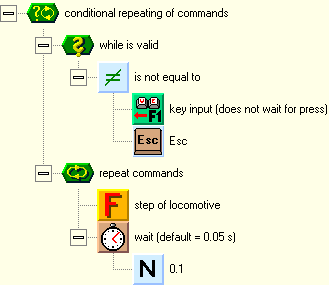 conditional repeating of commands
while is valid
is not equal to
key input (does not wait for press)
F1
Esc Esc
repeat commands
F step of locomotive
wait (default = 0.05 s)
N 0.1